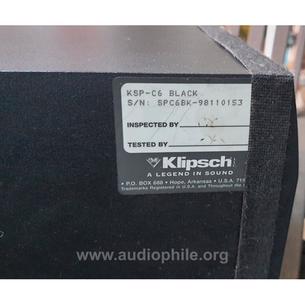 KSP-C6 BLACK
S/N: SPC6BK-98110153
INSPECTED BY
TESTED BY
Klipsch
A LEGEND IN SOUND
P.O. BOX 688 • Hope, Arkansas • U.S.A. 718
Trademarks Registered in U.S.A. and Throughout the
www.audiophile.org